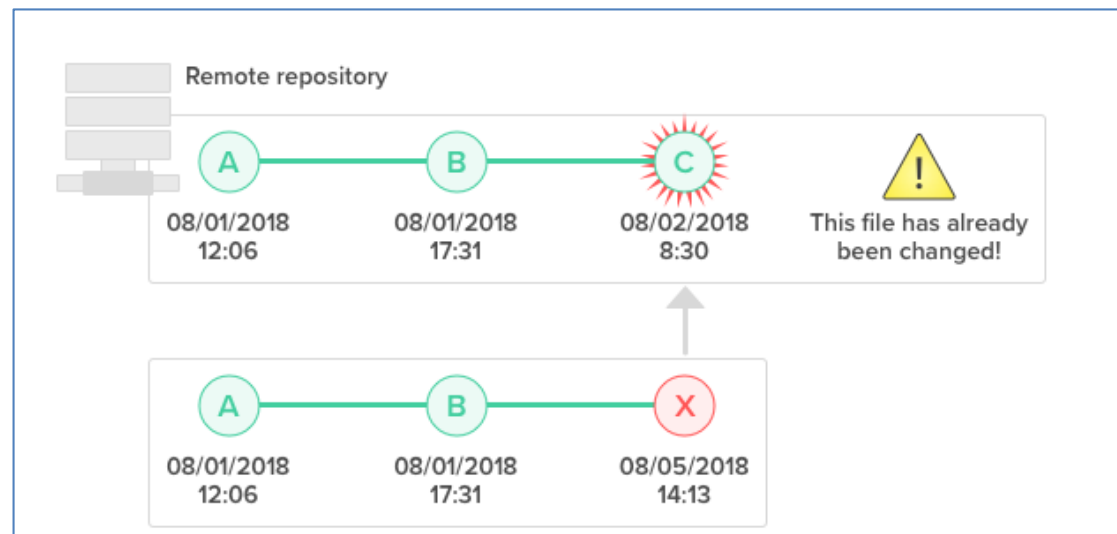 Remote repository
A
B
C
!
08/01/2018
12:06
08/01/2018
17:31
08/02/2018
8:30
This file has already
been changed!
A
B
X
08/01/2018
12:06
08/01/2018
17:31
08/05/2018
14:13